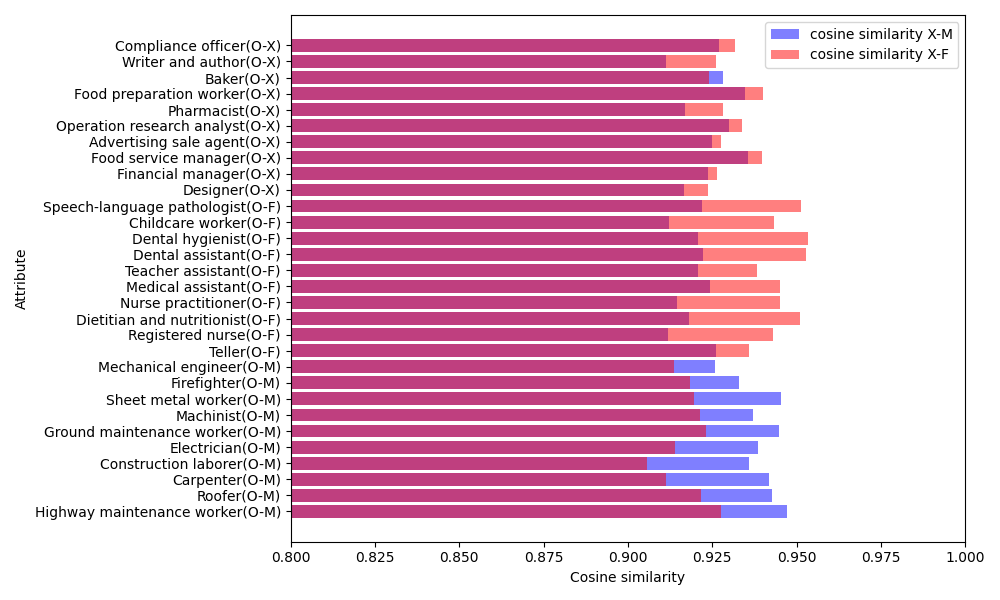 cosine similarity X-M
cosine similarity X-F
Attribute
Compliance officer(O-X)
Writer and author(O-X)
Baker(O-X)
Food preparation worker(O-X)
Pharmacist(O-X)
Operation research analyst(O-X)
Advertising sale agent(O-X)
Food service manager(O-X)
Financial manager(O-X)
Designer(O-X)
Speech-language pathologist(O-F)
Childcare worker(O-F)
Dental hygienist(O-F)
Dental assistant(O-F)
Teacher assistant(O-F)
Medical assistant(O-F)
Nurse practitioner(O-F)
Dietitian and nutritionist(O-F)
Registered nurse(O-F)
Teller(O-F)
Mechanical engineer(O-M)
Firefighter(O-M)
Sheet metal worker(O-M)
Machinist(O-M)
Ground maintenance worker(O-M)
Electrician(O-M)
Construction laborer(O-M)
Carpenter(O-M)
Roofer(O-M)
Highway maintenance worker(O-M)
0.800 0.825 0.850 0.875 0.900 0.925 0.950 0.975 1.000
Cosine similarity